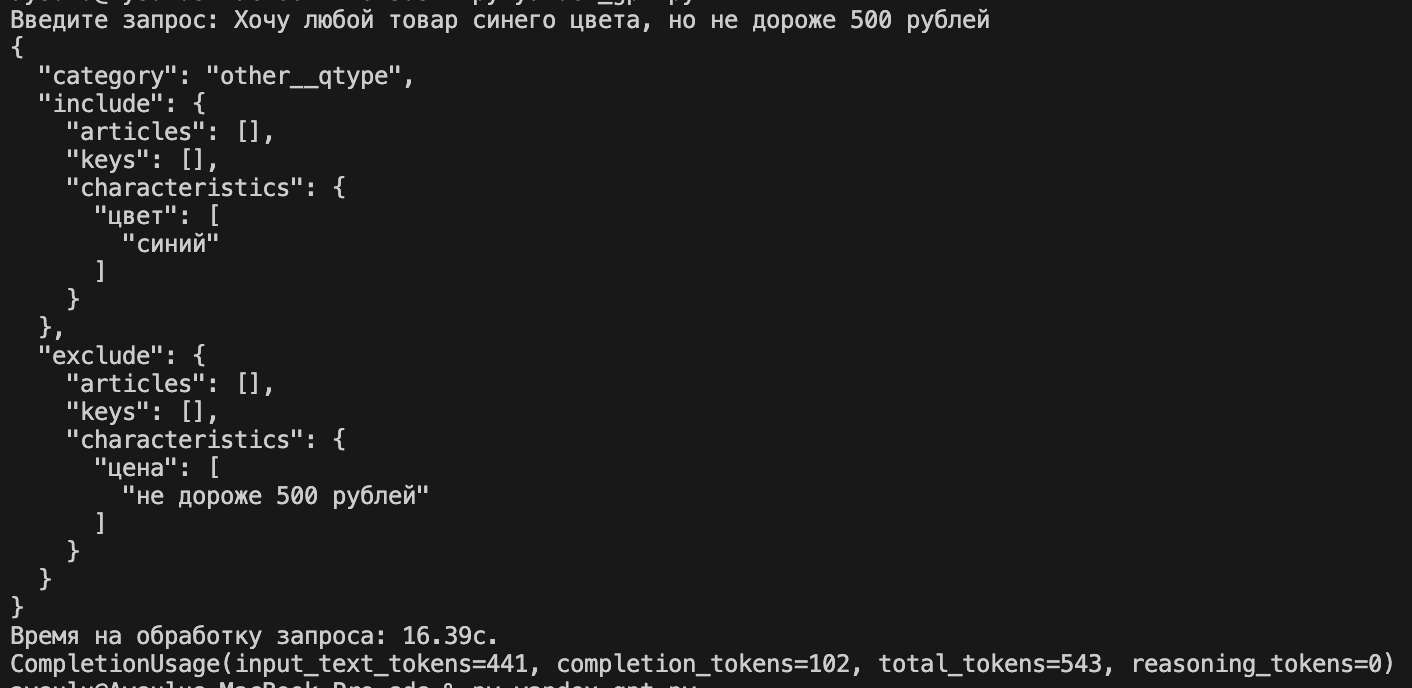 Введите запрос: Хочу любой товар синего цвета, но не дороже 500 рублей
{
  "category": "other__qtype",
  "include": {
    "articles": [],
    "keys": [],
    "characteristics": {
      "цвет": [
        "синий"
      ]
    }
  },
  "exclude": {
    "articles": [],
    "keys": [],
    "characteristics": {
      "цена": [
        "не дороже 500 рублей"
      ]
    }
  }
}
Время на обработку запроса: 16.39с.
CompletionUsage(input_text_tokens=441, completion_tokens=102, total_tokens=543, reasoning_tokens=0)